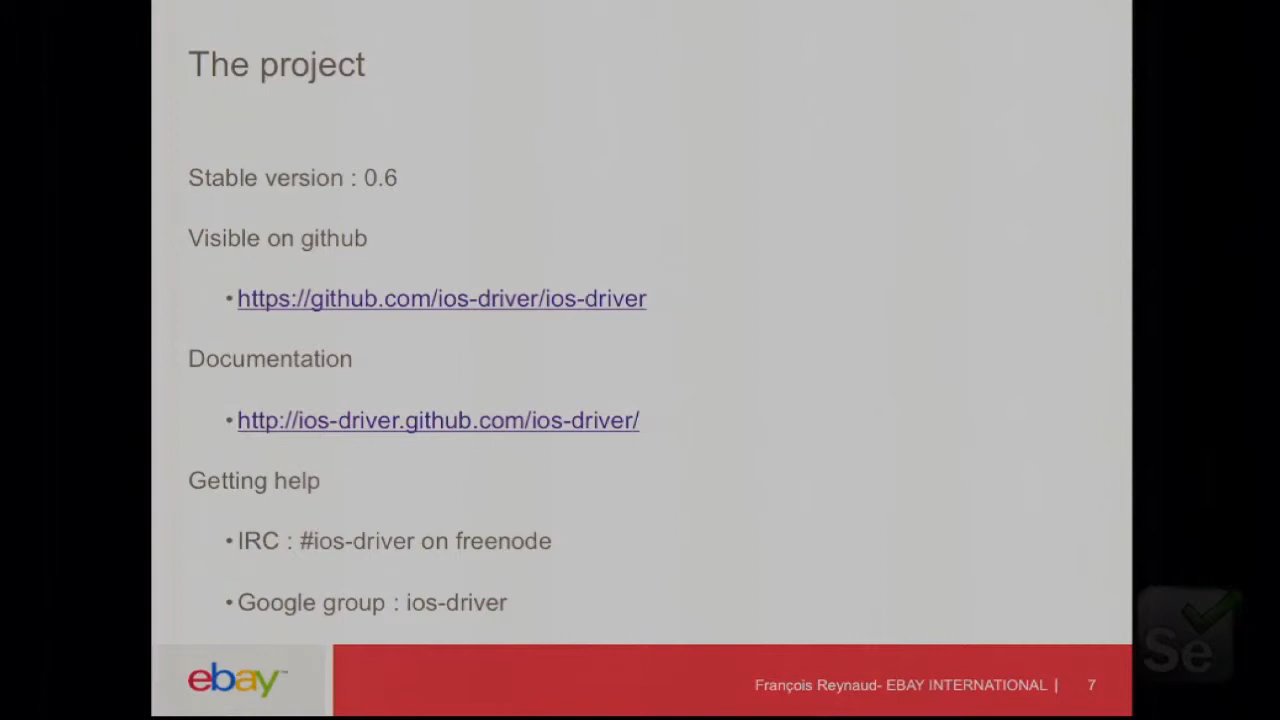 The project
Stable version : 0.6
Visible on github
•https://github.com/ios-driver/ios-driver
Documentation
•http://ios-driver.github.com/ios-driver/
Getting help
•IRC : #ios-driver on freenode
•Google group : ios-driver
ebay™
François Reynaud- EBAY INTERNATIONAL | 7
Se